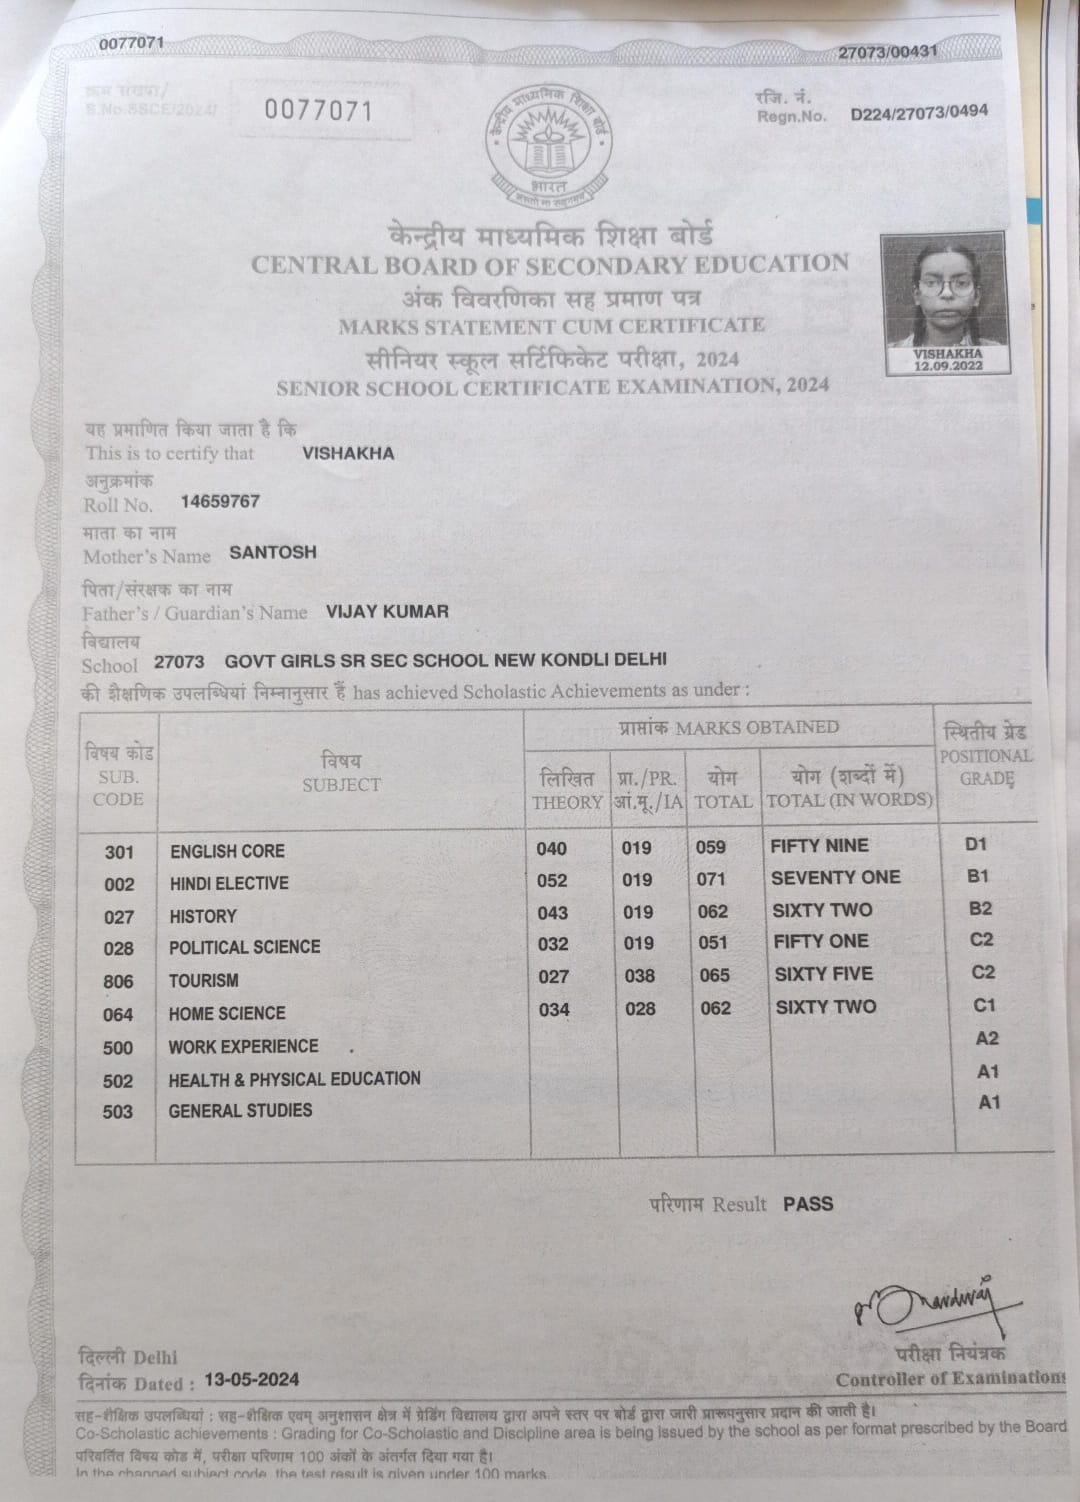 0077071 27073/00431
क्रम संख्या/
S.No.SSCE/2024/ 0077071
रजि. नं.
Regn.No. D224/27073/0494
केन्द्रीय माध्यमिक शिक्षा बोर्ड
भारत
केन्द्रीय माध्यमिक शिक्षा बोर्ड
CENTRAL BOARD OF SECONDARY EDUCATION
अंक विवरणिका सह प्रमाण पत्र
MARKS STATEMENT CUM CERTIFICATE
सीनियर स्कूल सर्टिफिकेट परीक्षा, 2024
SENIOR SCHOOL CERTIFICATE EXAMINATION, 2024
VISHAKHA
12.09.2022
यह प्रमाणित किया जाता है कि
This is to certify that VISHAKHA
अनुक्रमांक
Roll No. 14659767
माता का नाम
Mother's Name SANTOSH
पिता/संरक्षक का नाम
Father's / Guardian's Name VIJAY KUMAR
विद्यालय
School 27073 GOVT GIRLS SR SEC SCHOOL NEW KONDLI DELHI
की शैक्षणिक उपलब्धियां निम्नानुसार हैं has achieved Scholastic Achievements as under :
विषय कोड
SUB.
CODE
विषय
SUBJECT
प्राप्तांक MARKS OBTAINED
लिखित
THEORY
प्रा./PR.
आं.मू./IA
योग
TOTAL
योग (शब्दों में)
TOTAL (IN WORDS)
स्थितीय ग्रेड
POSITIONAL
GRADE
301 ENGLISH CORE 040 019 059 FIFTY NINE D1
002 HINDI ELECTIVE 052 019 071 SEVENTY ONE B1
027 HISTORY 043 019 062 SIXTY TWO B2
028 POLITICAL SCIENCE 032 019 051 FIFTY ONE C2
806 TOURISM 027 038 065 SIXTY FIVE C2
064 HOME SCIENCE 034 028 062 SIXTY TWO C1
500 WORK EXPERIENCE A2
502 HEALTH & PHYSICAL EDUCATION A1
503 GENERAL STUDIES A1
परिणाम Result PASS
दिल्ली Delhi
दिनांक Dated : 13-05-2024
परीक्षा नियंत्रक
Controller of Examinations
सह-शैक्षिक उपलब्धियां : सह-शैक्षिक एवम् अनुशासन क्षेत्र में ग्रेडिंग विद्यालय द्वारा अपने स्तर पर बोर्ड द्वारा जारी प्रारूपनुसार प्रदान की जाती है।
Co-Scholastic achievements : Grading for Co-Scholastic and Discipline area is being issued by the school as per format prescribed by the Board
परिवर्तित विषय कोड में, परीक्षा परिणाम 100 अंकों के अंतर्गत दिया गया है।
In the changed subject code, the test result is given under 100 marks